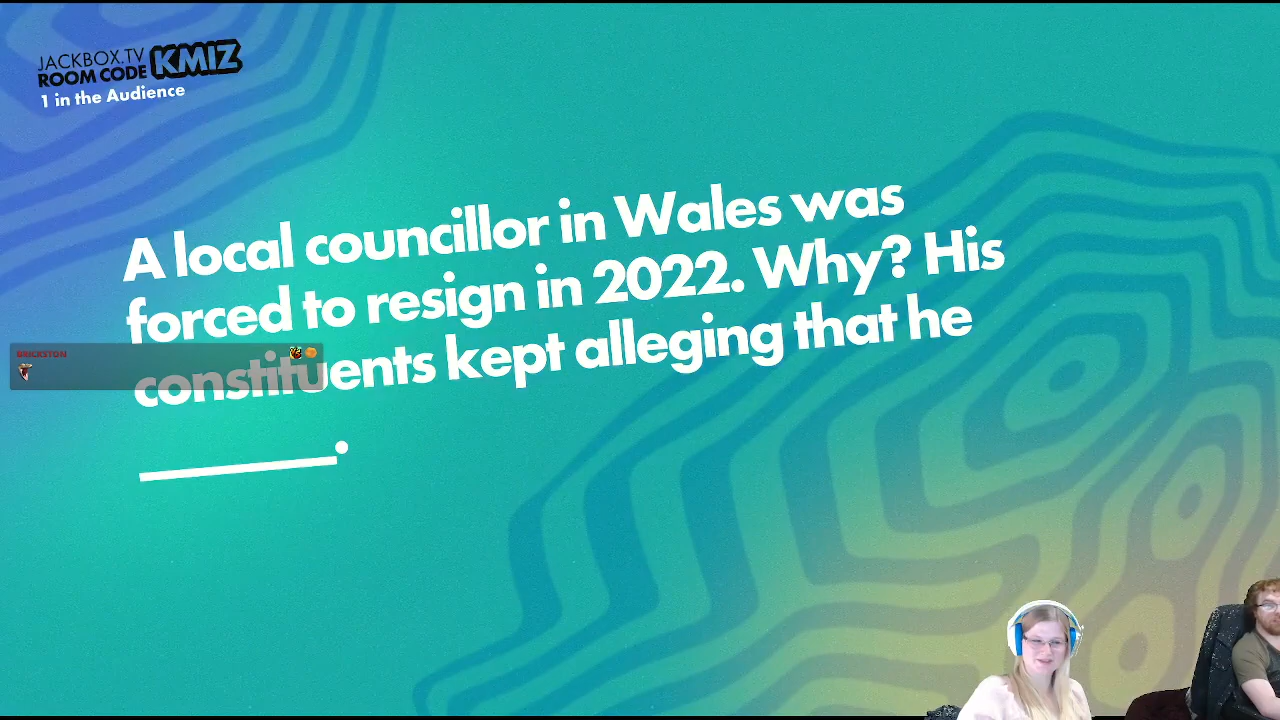 JACKBOX.TV
ROOM CODE KMIZ
1 in the Audience
A local councillor in Wales was
forced to resign in 2022. Why? His
BRICKSTON
constituents kept alleging that he
_______.